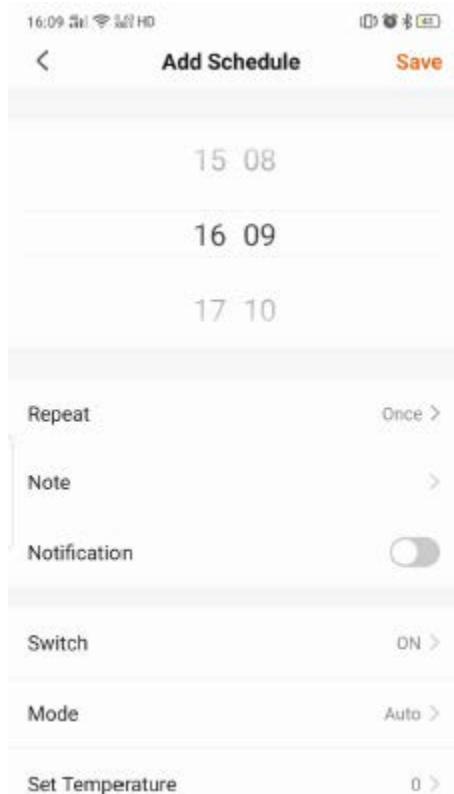 16:09 HD
Add Schedule Save
15 08
16 09
17 10
Repeat Once
Note
Notification
Switch ON
Mode Auto
Set Temperature 0